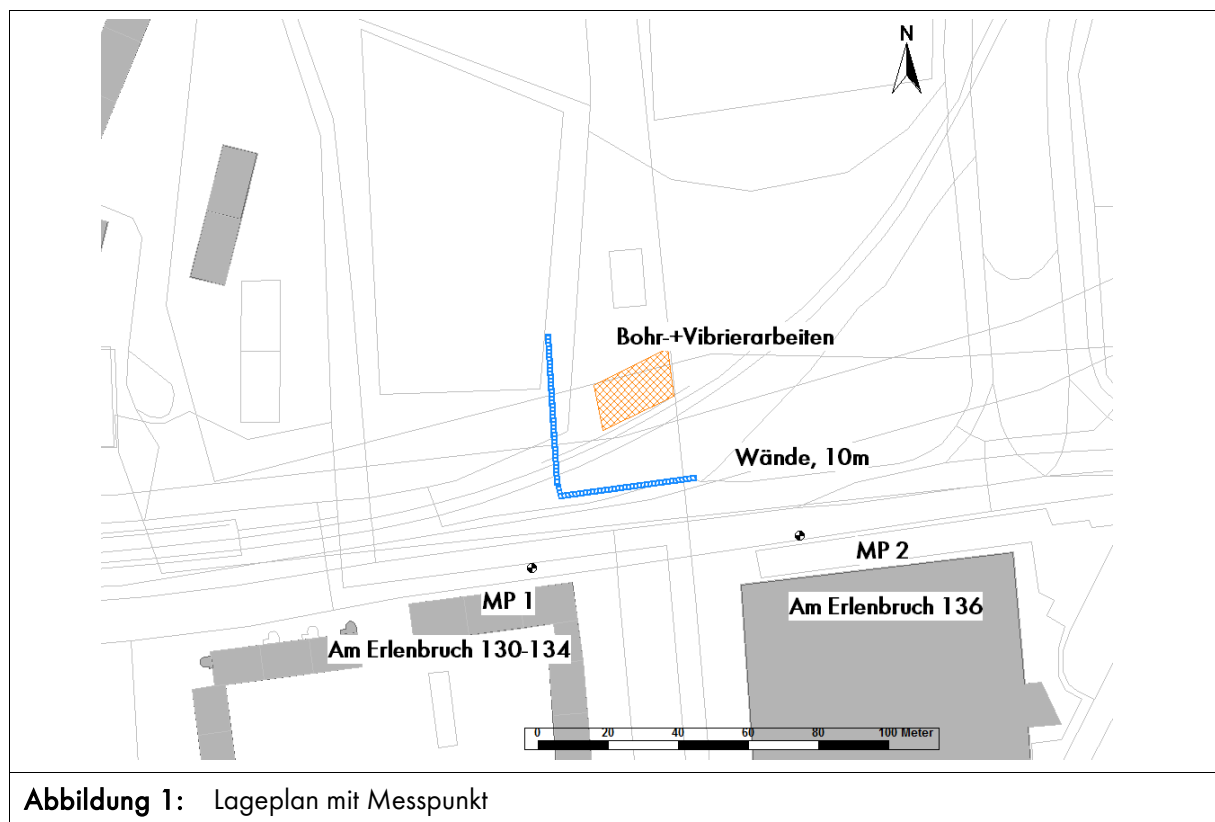 N
Bohr-+Vibrierarbeiten
Wände, 10m
MP 2
MP 1
Am Erlenbruch 136
Am Erlenbruch 130-134
0 20 40 60 80 100 Meter
Abbildung 1: Lageplan mit Messpunkt